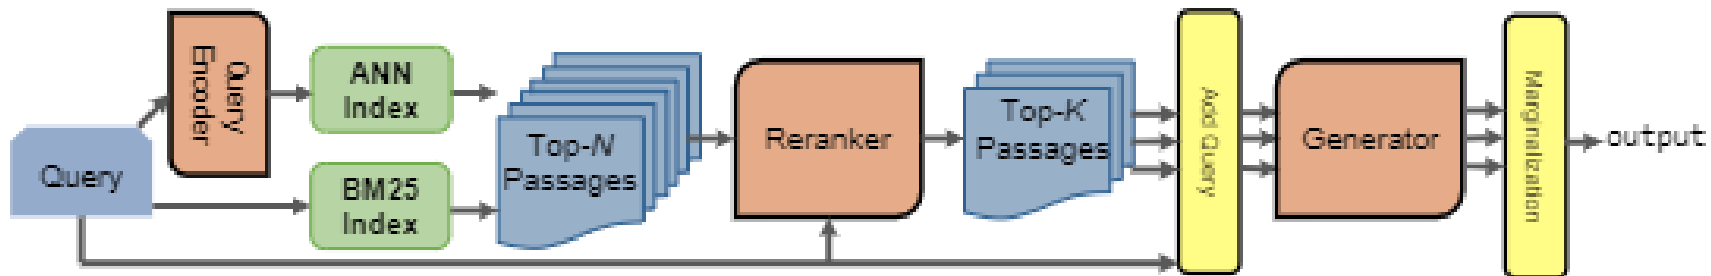 Query
Query
Encoder
ANN
Index
BM25
Index
Top-N
Passages
Reranker
Top-K
Passages
Add Query
Generator
Marginalization
output